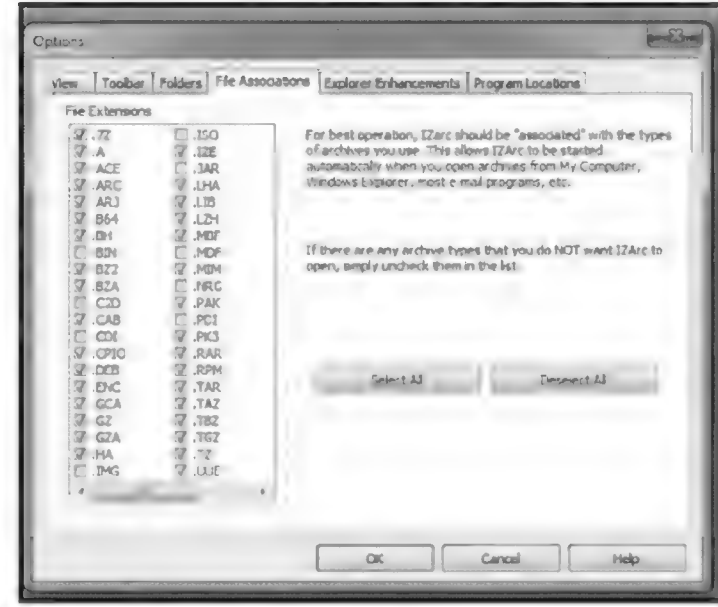 Options
View Toolbar Folders File Associations Explorer Enhancements Program Locations
File Extensions
.7Z .ISO
.A .IZE
.ACE .JAR
.ARC .LHA
.ARJ .LIB
.B64 .LZH
.BH .MBF
.BIN .MDF
.BZ2 .MIM
.BZA .NRG
.C2D .PAK
.CAB .PDI
.CDI .PK3
.CPIO .RAR
.DEB .RPM
.ENC .TAR
.GCA .TAZ
.GZ .TBZ
.GZA .TGZ
.HA .TZ
.IMG .UUE
For best operation, IZArc should be "associated" with the types
of archives you use. This allows IZArc to be started
automatically when you open archives from My Computer,
Windows Explorer, most e-mail programs, etc.
If there are any archive types that you do NOT want IZArc to
open, simply uncheck them in the list.
Select All Deselect All
OK Cancel Help